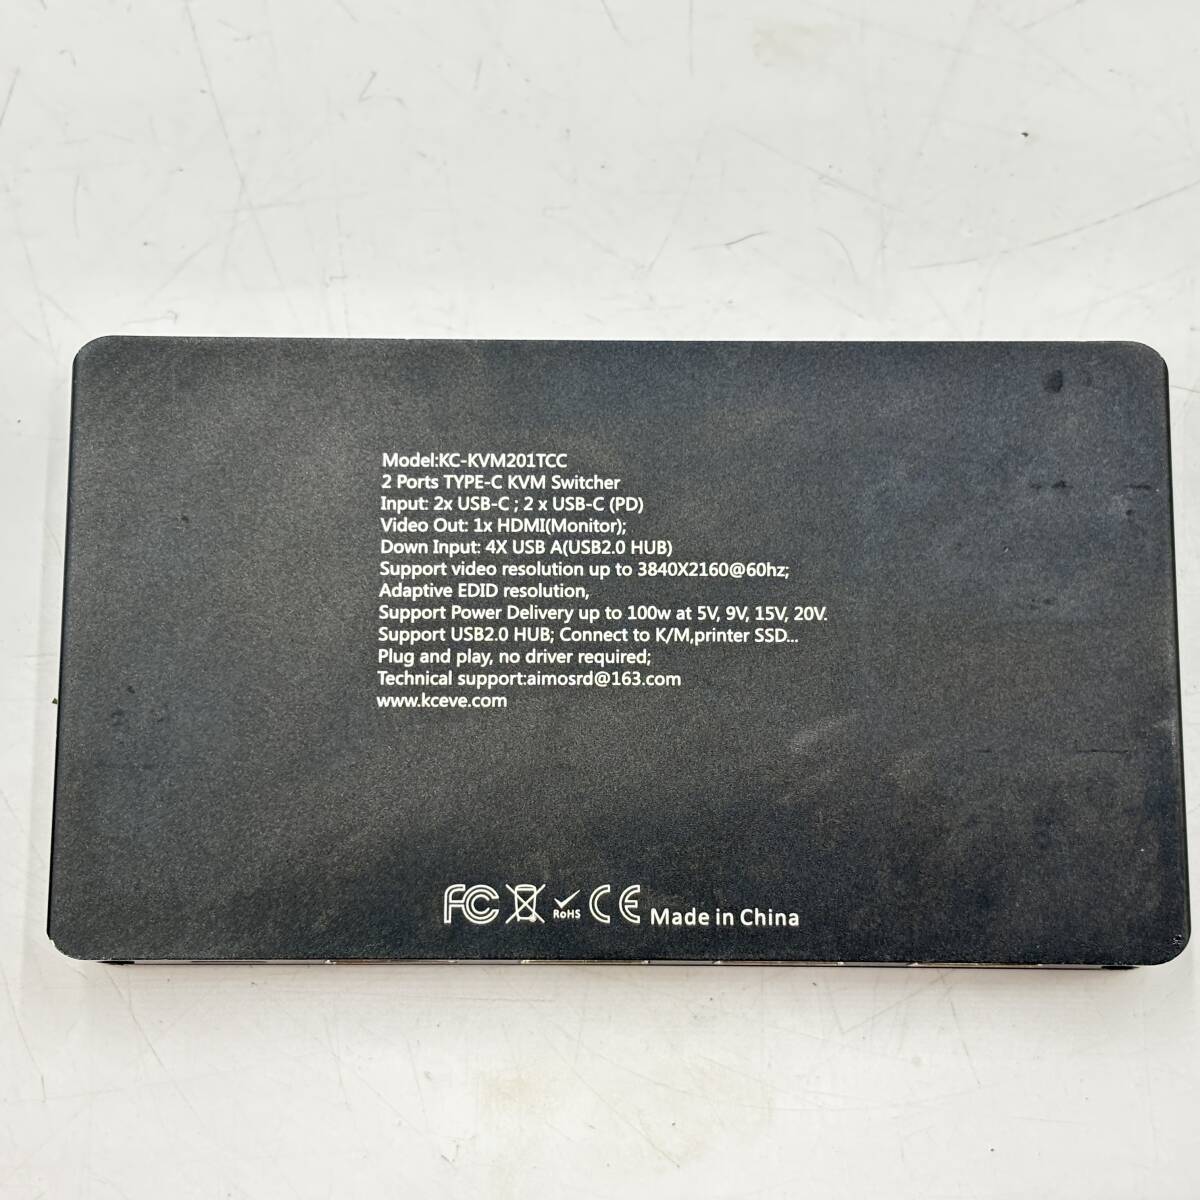 Model:KC-KVM201TCC
2 Ports TYPE-C KVM Switcher
Input: 2x USB-C ; 2 x USB-C (PD)
Video Out: 1x HDMI(Monitor);
Down Input: 4X USB A(USB2.0 HUB)
Support video resolution up to 3840X2160@60hz;
Adaptive EDID resolution,
Support Power Delivery up to 100w at 5V, 9V, 15V, 20V.
Support USB2.0 HUB; Connect to K/M,printer SSD...
Plug and play, no driver required;
Technical support:aimosrd@163.com
www.kceve.com
FC RoHS CE Made in China